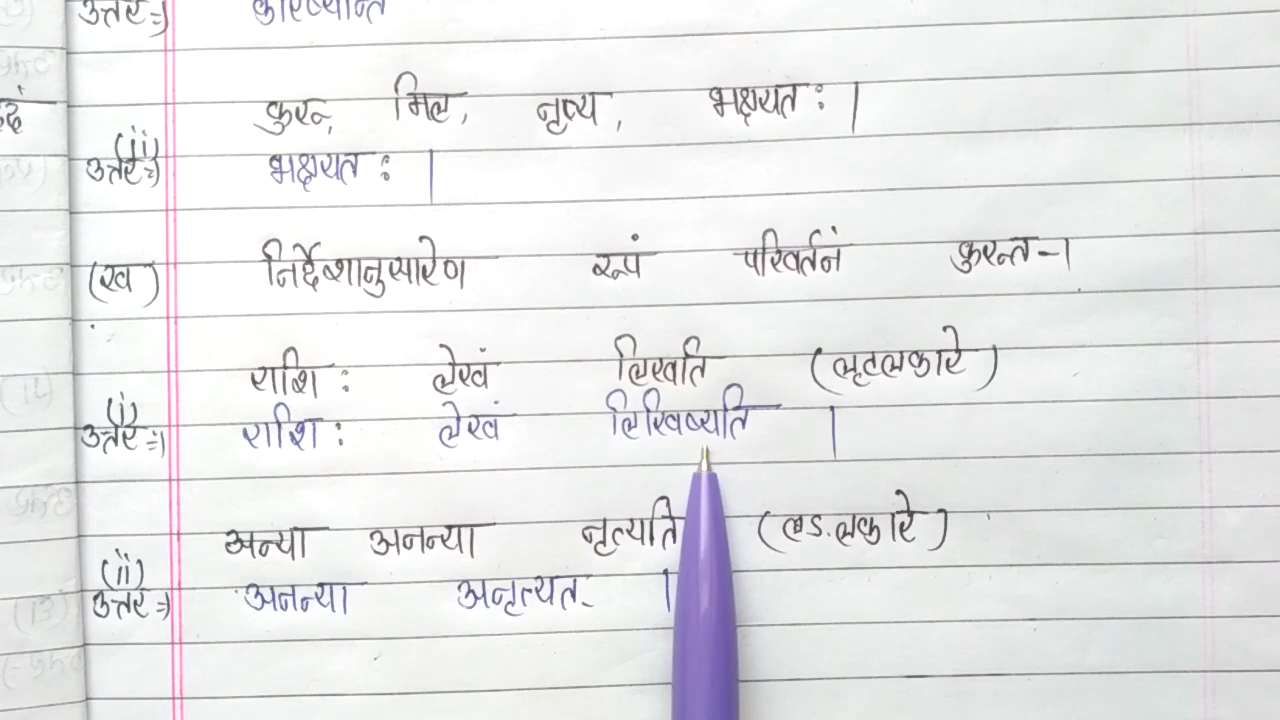 उत्तर⇒ करिष्यन्ति
कुरु, मिल, नृत्य, भक्षयतः।
(ii)
उत्तर⇒ भक्षयतः।
(ख) निर्देशानुसारेण रूपं परिवर्तनं कुरुत-।
राशिः लेखं लिखति (लृटलकारे)
(i)
उत्तर⇒ राशिः लेखं लिखिष्यति।
अन्या अनन्या नृत्यति (लङ.लकारे)
(ii)
उत्तर⇒ अनन्या अनृत्यत्।